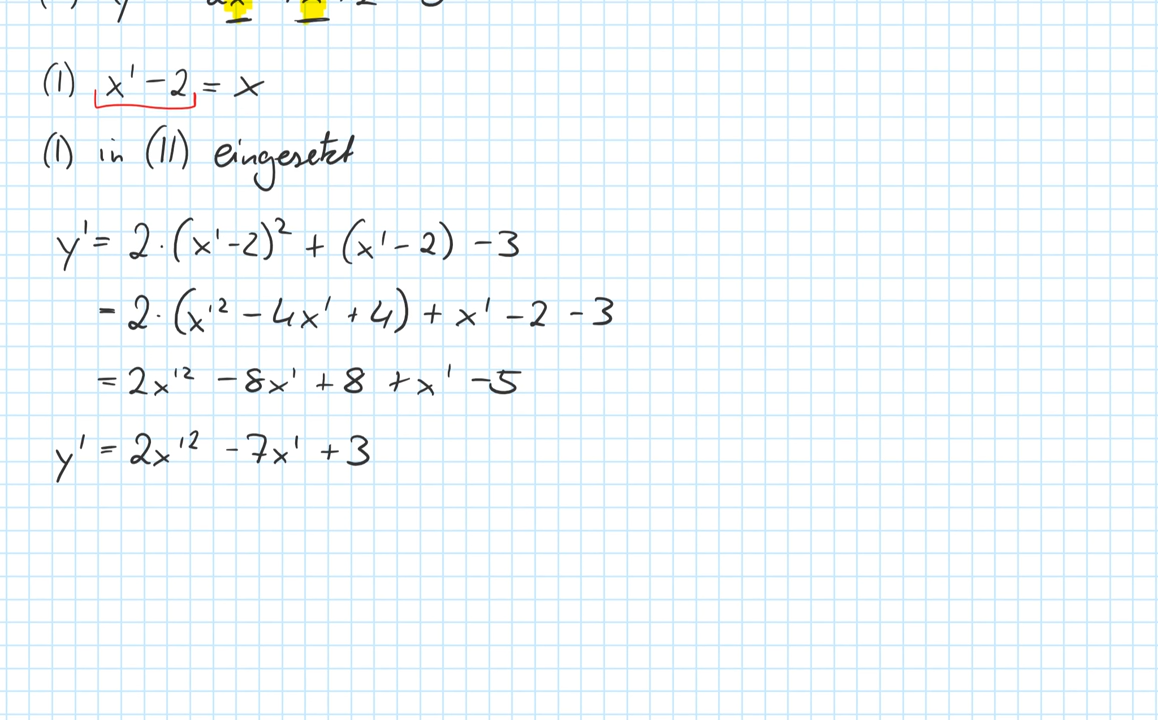 (I) x' - 2 = x
(I) in (II) eingesetzt
y' = 2·(x'-2)² + (x'-2) - 3
= 2·(x'² - 4x' + 4) + x' - 2 - 3
= 2x'² - 8x' + 8 + x' - 5
y' = 2x'² - 7x' + 3